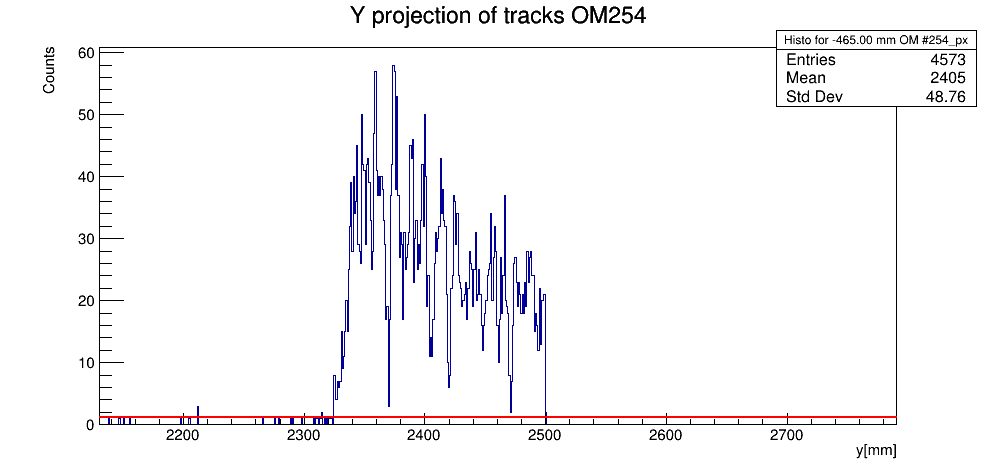 Y projection of tracks OM254
Histo for -465.00 mm OM #254_px
Entries 4573
Mean 2405
Std Dev 48.76
Counts
60
50
40
30
20
10
0
2200 2300 2400 2500 2600 2700
y[mm]